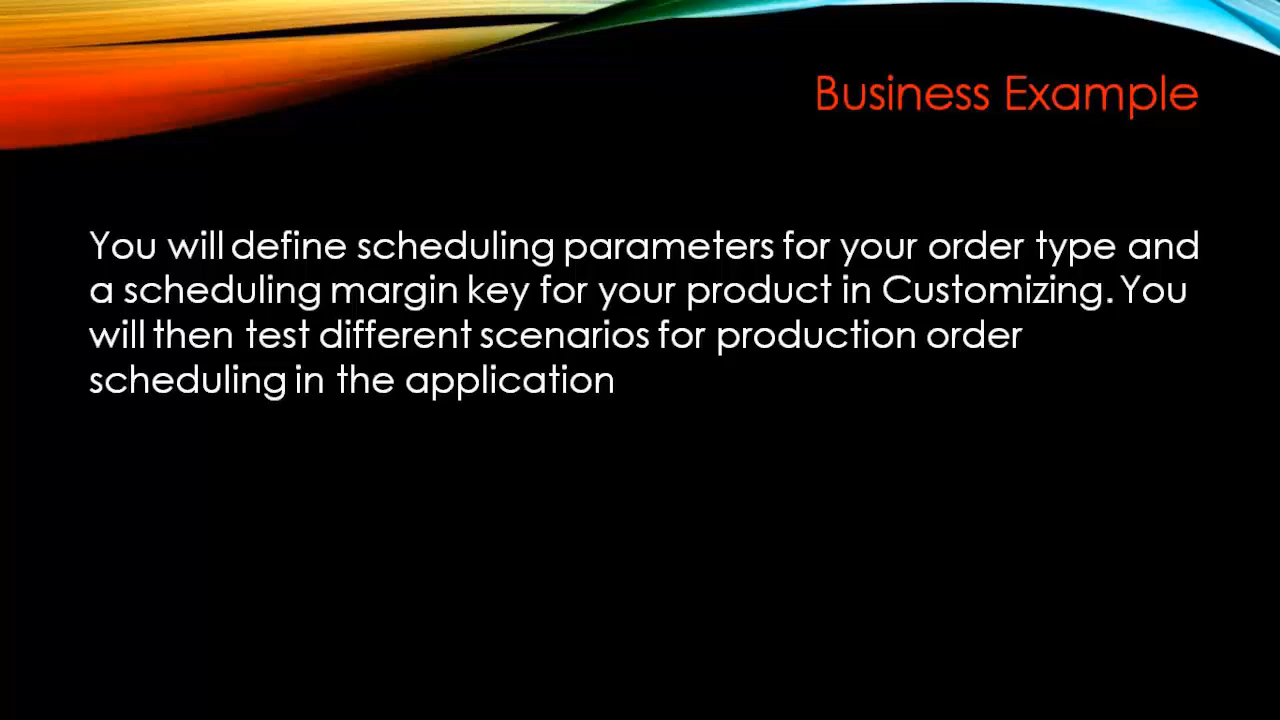 Business Example
You will define scheduling parameters for your order type and
a scheduling margin key for your product in Customizing. You
will then test different scenarios for production order
scheduling in the application